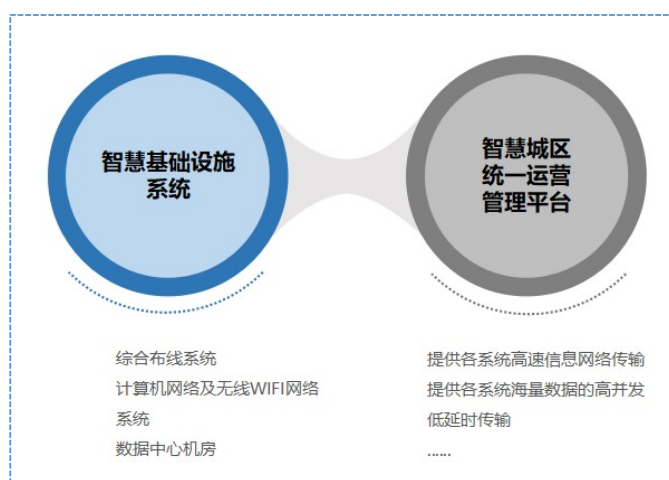 智慧基础设施
系统
智慧城区
统一运营
管理平台
综合布线系统
计算机网络及无线WIFI网络
系统
数据中心机房
提供各系统高速信息网络传输
提供各系统海量数据的高并发
低延时传输
......